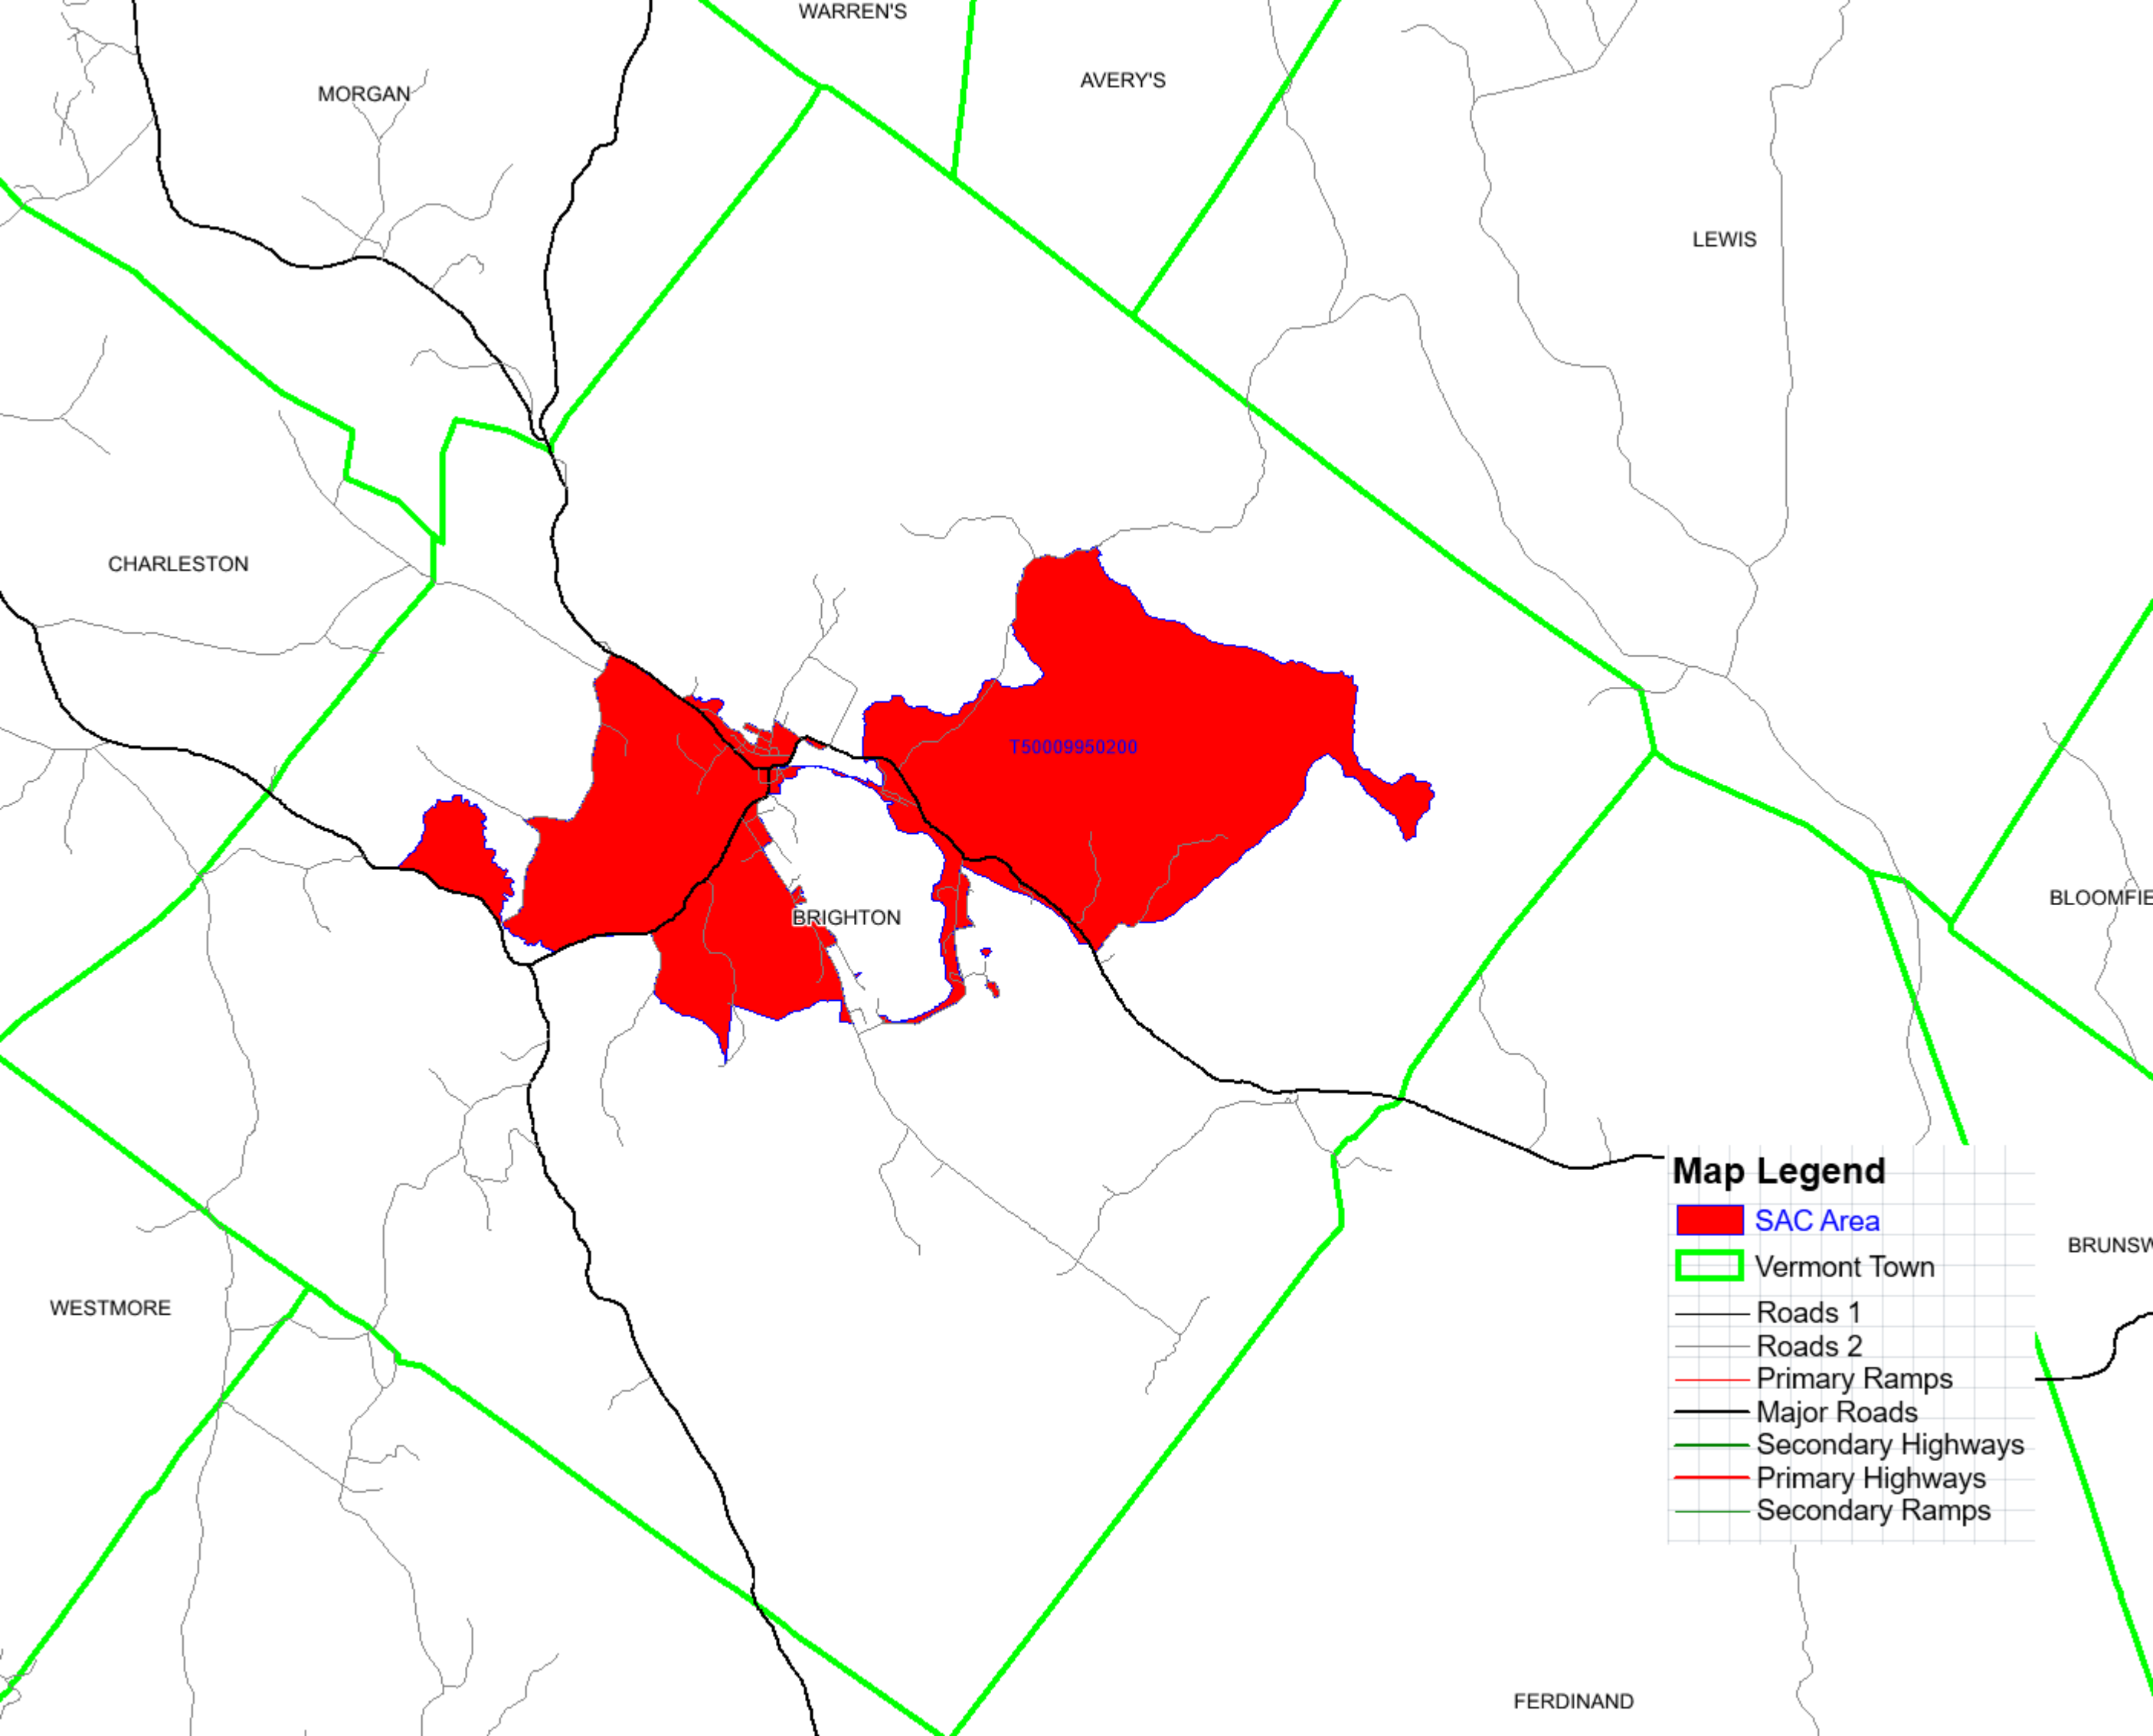 WARREN'S
AVERY'S
MORGAN
LEWIS
CHARLESTON
T50009950200
BLOOMFIE
BRIGHTON
Map Legend
SAC Area
BRUNSW
Vermont Town
WESTMORE
Roads 1
Roads 2
Primary Ramps
Major Roads
Secondary Highways
Primary Highways
Secondary Ramps
FERDINAND